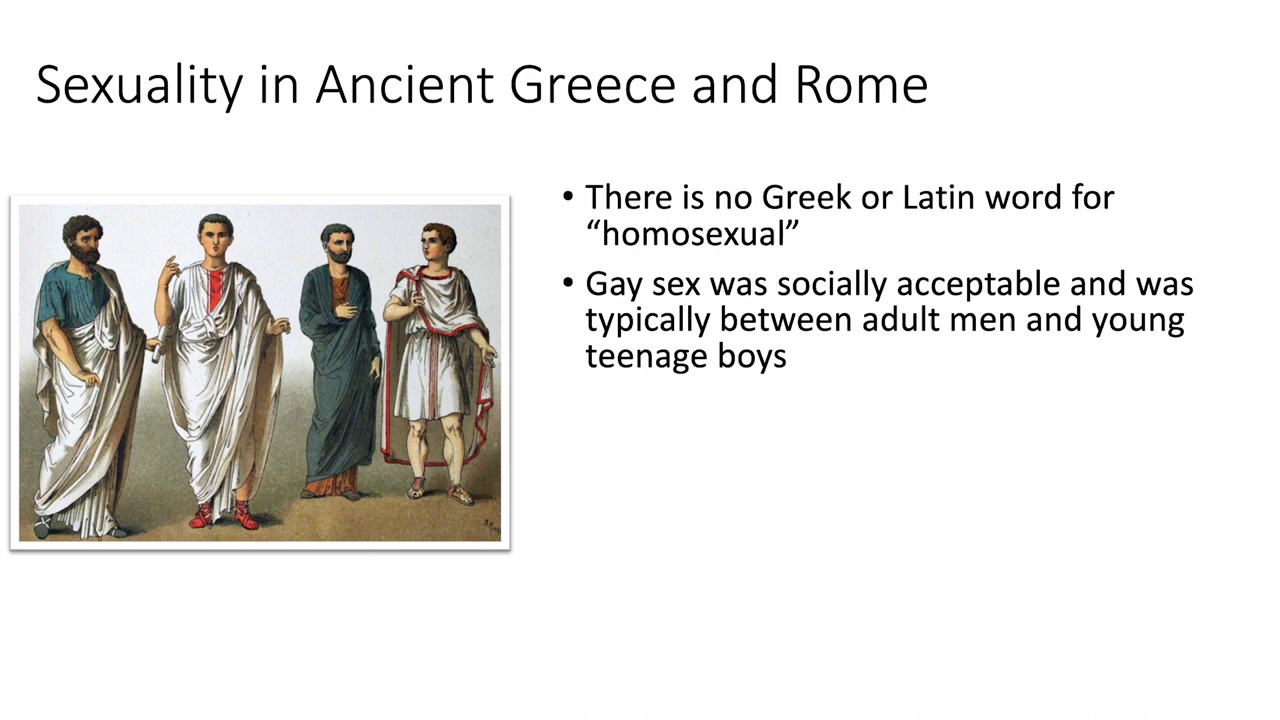 Sexuality in Ancient Greece and Rome
• There is no Greek or Latin word for
“homosexual”
• Gay sex was socially acceptable and was
typically between adult men and young
teenage boys